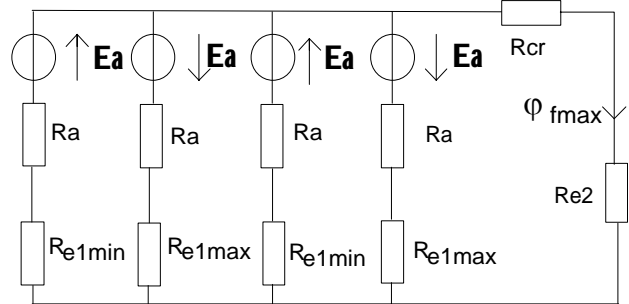 Rcr
Ea Ea Ea Ea
φ fmax
Ra Ra Ra Ra
Re2
Re1min Re1max Re1min Re1max